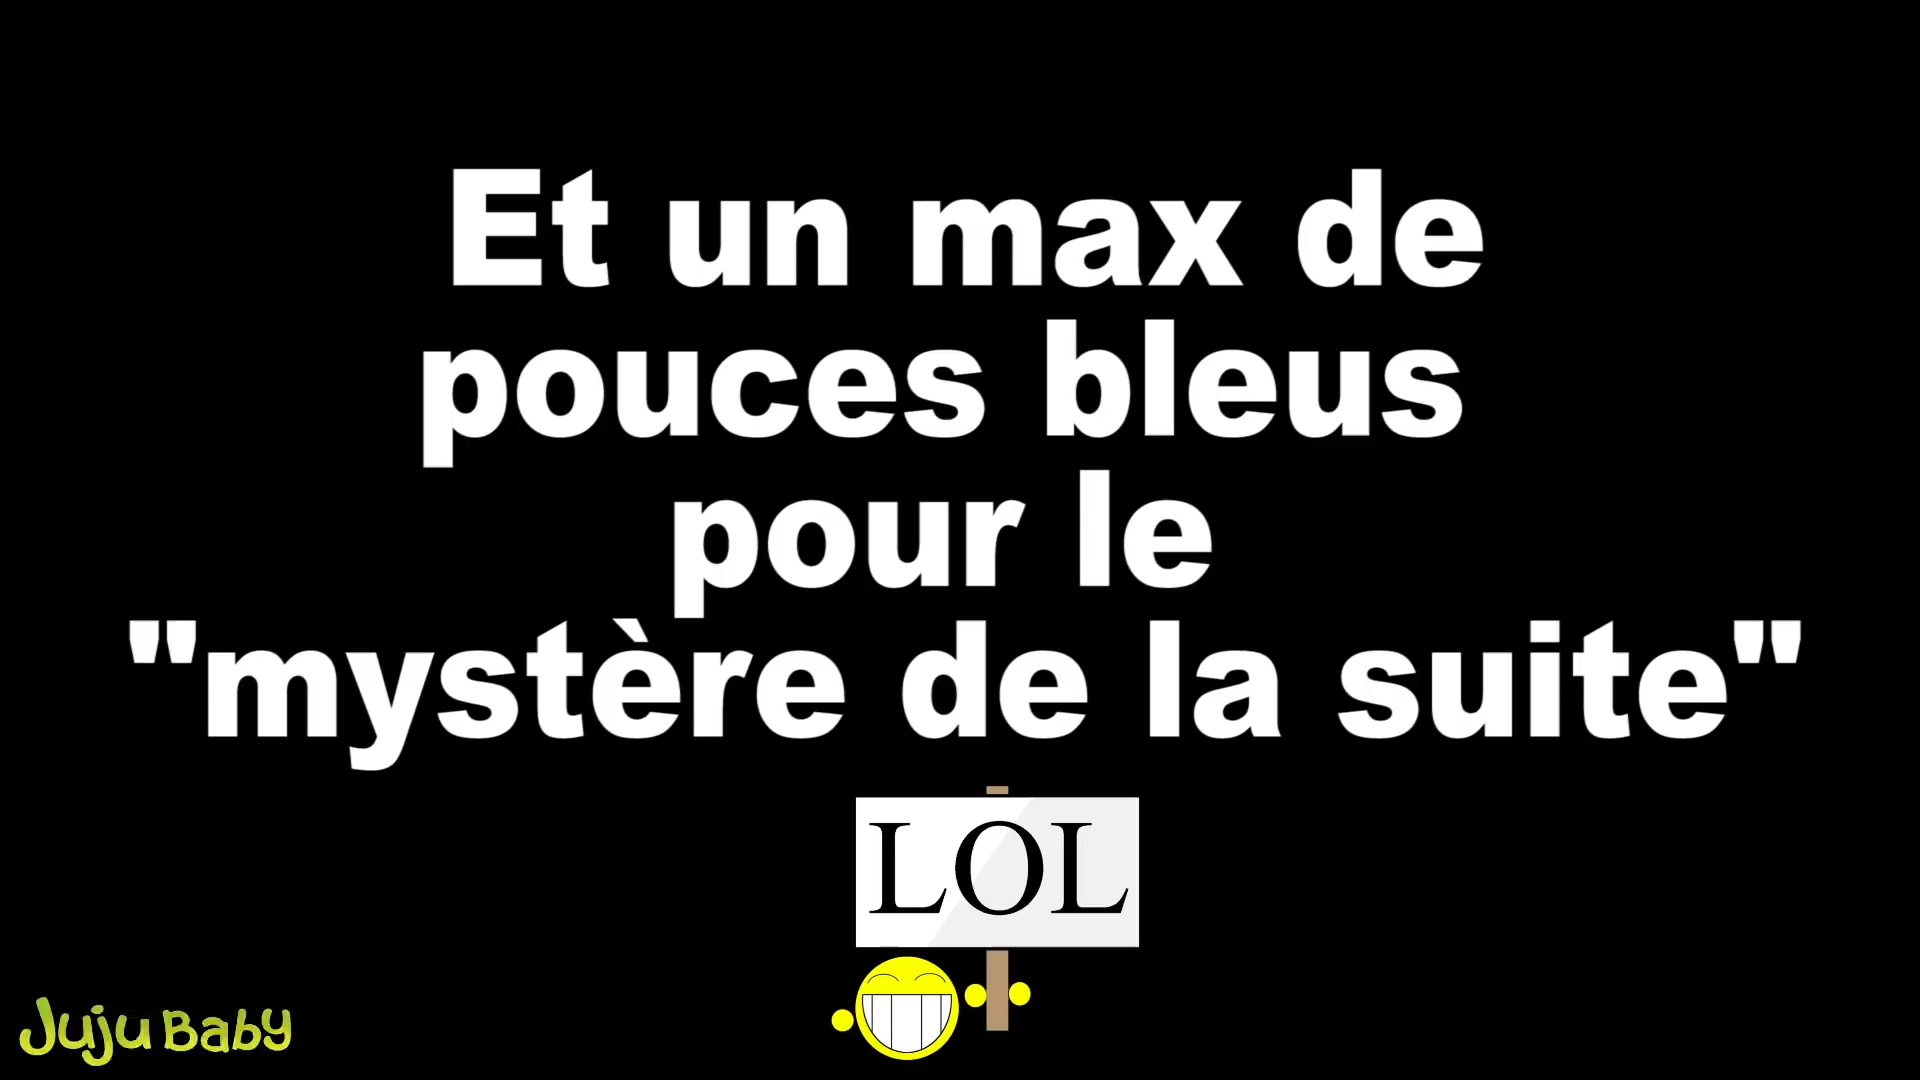 Et un max de
pouces bleus
pour le
"mystère de la suite"
LOL
Juju Baby